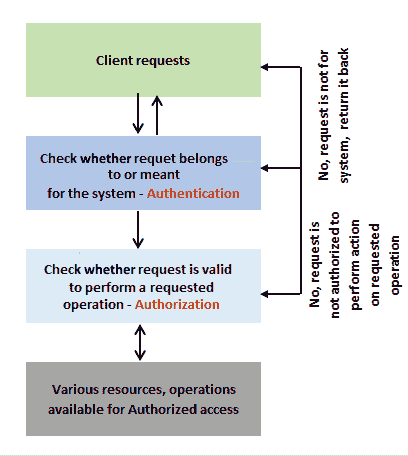 Client requests
Check whether requet belongs
to or meant
for the system - Authentication
Check whether request is valid
to perform a requested
operation - Authorization
Various resources, operations
available for Authorized access
No, request is not for
system, return it back
No, request is
not authorized to
perform action
on requested
operation